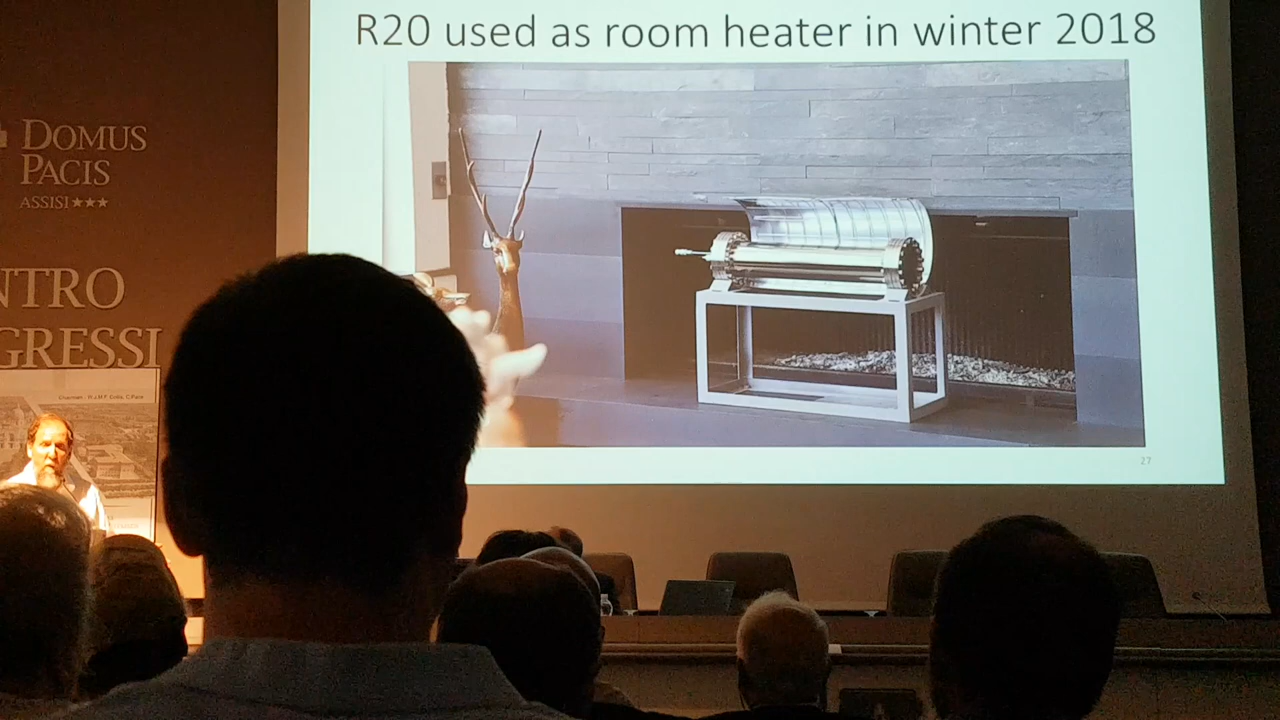 R20 used as room heater in winter 2018
DOMUS
PACIS
ASSISI★★★
NTRO
GRESSI
27